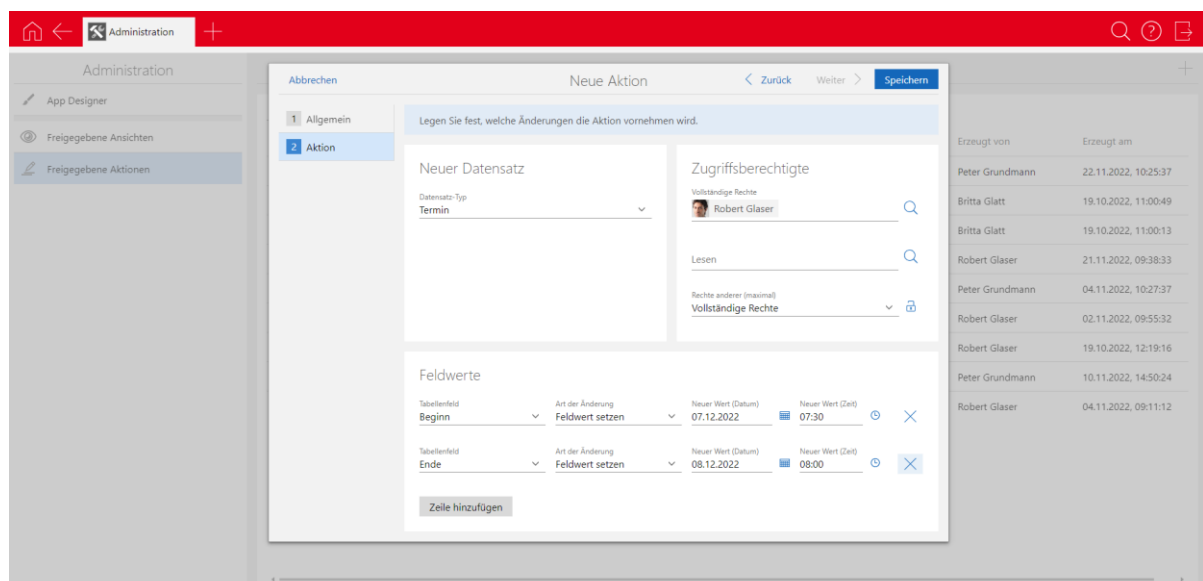 Administration
Administration
App Designer
Freigegebene Ansichten
Freigegebene Aktionen
Abbrechen
Neue Aktion
Zurück
Weiter
Speichern
1 Allgemein
2 Aktion
Legen Sie fest, welche Änderungen die Aktion vornehmen wird.
Neuer Datensatz
Datensatz-Typ
Termin
Zugriffsberechtigte
Vollständige Rechte
Robert Glaser
Lesen
Rechte anderer (maximal)
Vollständige Rechte
Feldwerte
Tabellenfeld Art der Änderung Neuer Wert (Datum) Neuer Wert (Zeit)
Beginn Feldwert setzen 07.12.2022 07:30
Tabellenfeld Art der Änderung Neuer Wert (Datum) Neuer Wert (Zeit)
Ende Feldwert setzen 08.12.2022 08:00
Zeile hinzufügen
Erzeugt von Erzeugt am
Peter Grundmann 22.11.2022, 10:25:37
Britta Glatt 19.10.2022, 11:00:49
Britta Glatt 19.10.2022, 11:00:13
Robert Glaser 21.11.2022, 09:38:33
Peter Grundmann 04.11.2022, 10:27:37
Robert Glaser 02.11.2022, 09:55:32
Robert Glaser 19.10.2022, 12:19:16
Peter Grundmann 10.11.2022, 14:50:24
Robert Glaser 04.11.2022, 09:11:12